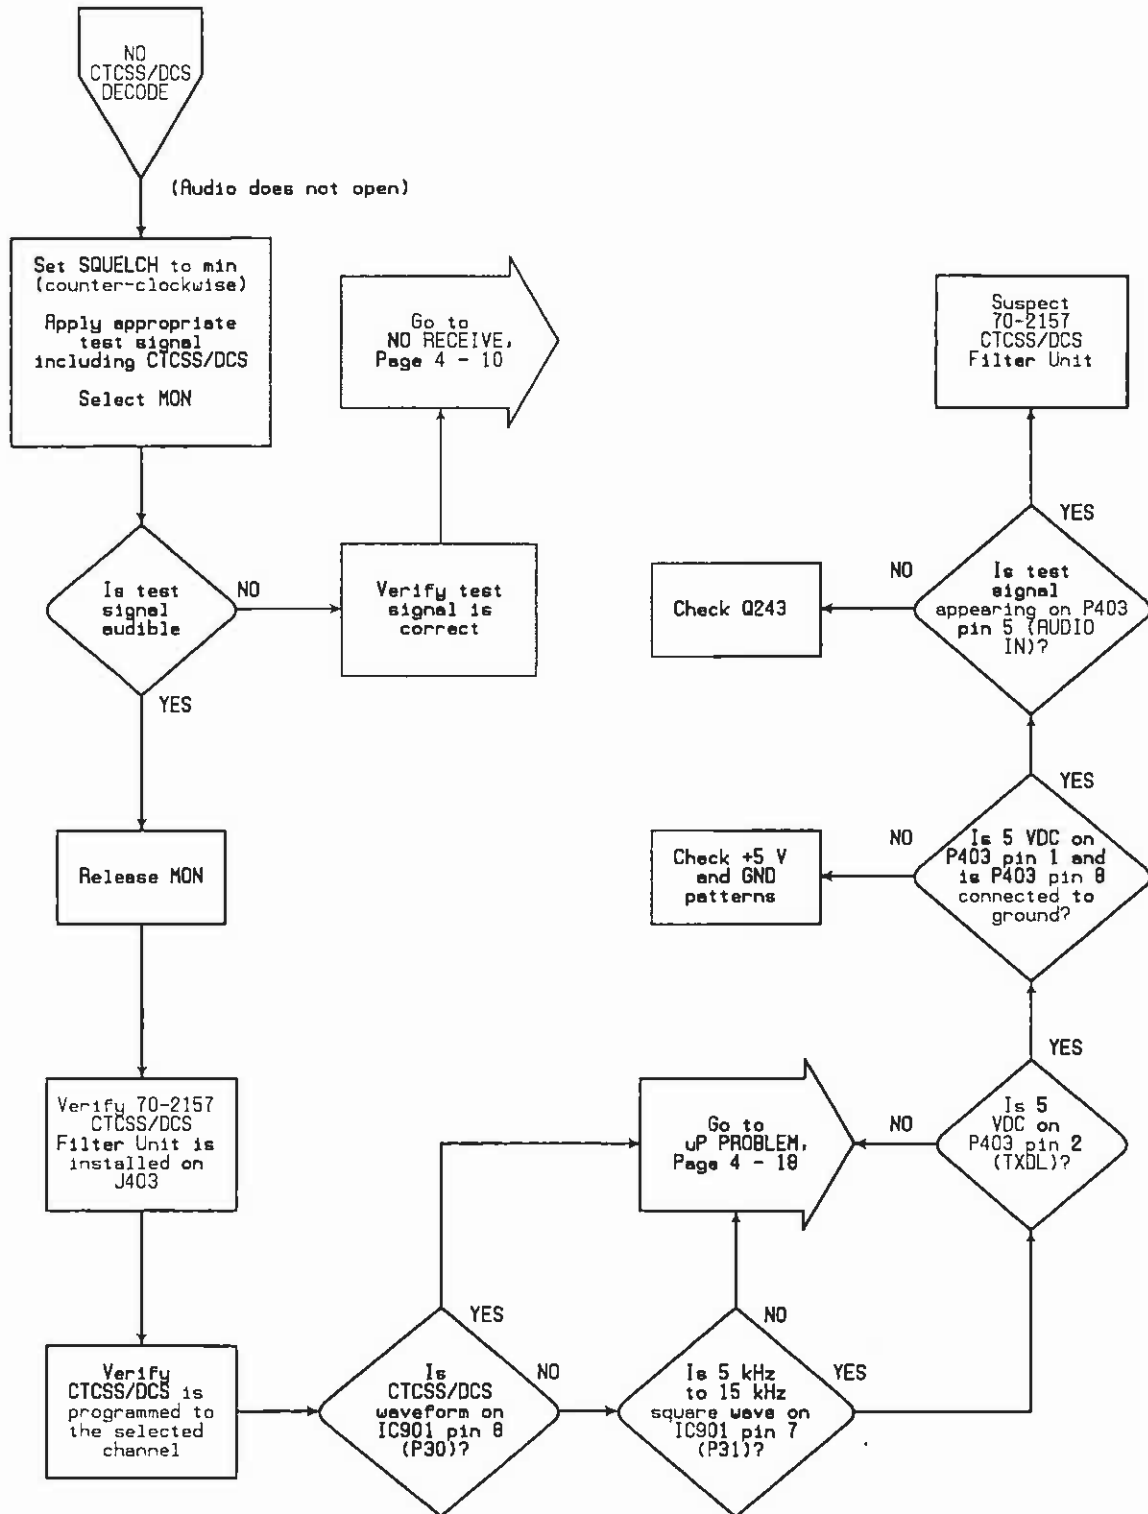 NO
CTCSS/DCS
DECODE
(Audio does not open)
Set SQUELCH to min
(counter-clockwise)
Apply appropriate
test signal
including CTCSS/DCS
Select MON
Is test
signal
audible
NO
YES
Verify test
signal is
correct
Go to
NO RECEIVE,
Page 4 - 10
Release MON
Verify 70-2157
CTCSS/DCS
Filter Unit is
installed on
J403
Verify
CTCSS/DCS is
programmed to
the selected
channel
Is
CTCSS/DCS
waveform on
IC901 pin 8
(P30)?
YES
NO
Is 5 kHz
to 15 kHz
square wave on
IC901 pin 7
(P31)?
NO
YES
Go to
uP PROBLEM,
Page 4 - 18
Is 5
VDC on
P403 pin 2
(TXDL)?
NO
YES
Is 5 VDC on
P403 pin 1 and
is P403 pin 8
connected to
ground?
NO
YES
Check +5 V
and GND
patterns
Is test
signal
appearing on P403
pin 5 (AUDIO
IN)?
NO
YES
Check Q243
Suspect
70-2157
CTCSS/DCS
Filter Unit